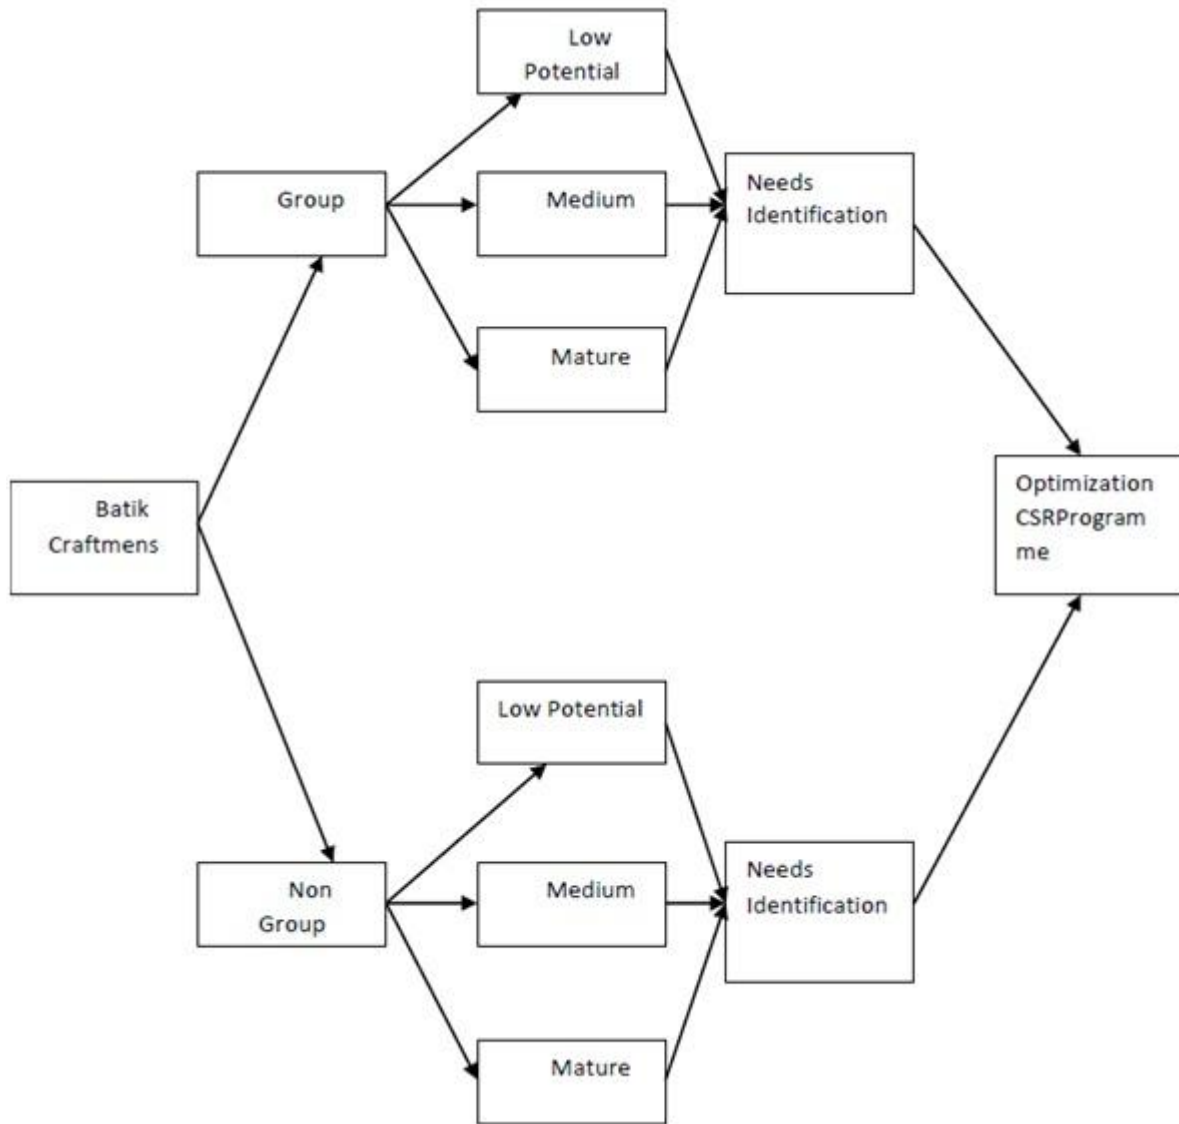 Low
Potential
Group
Medium
Needs
Identification
Mature
Batik
Craftmens
Optimization
CSRProgram
me
Low Potential
Non
Group
Medium
Needs
Identification
Mature